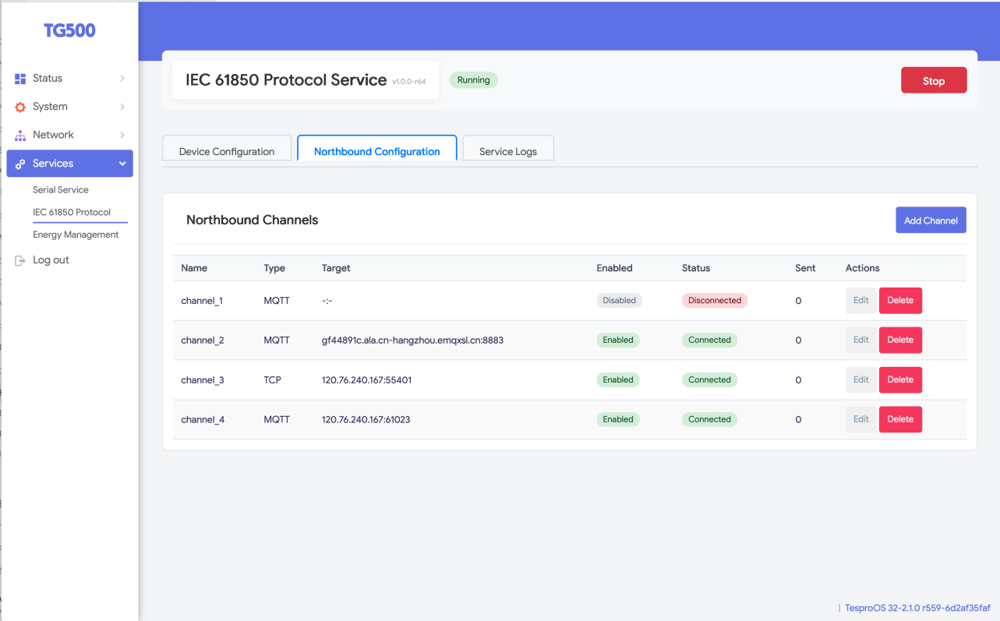 TG500
Status
System
Network
Services
Serial Service
IEC 61850 Protocol
Energy Management
Log out
IEC 61850 Protocol Service v1.0.0-r64 Running Stop
Device Configuration Northbound Configuration Service Logs
Northbound Channels Add Channel
Name Type Target Enabled Status Sent Actions
channel_1 MQTT -:- Disabled Disconnected 0 Edit Delete
channel_2 MQTT gf44891c.ala.cn-hangzhou.emqxsl.cn:8883 Enabled Connected 0 Edit Delete
channel_3 TCP 120.76.240.167:55401 Enabled Connected 0 Edit Delete
channel_4 MQTT 120.76.240.167:61023 Enabled Connected 0 Edit Delete
| TesproOS 32-2.1.0 r559-6d2af35faf